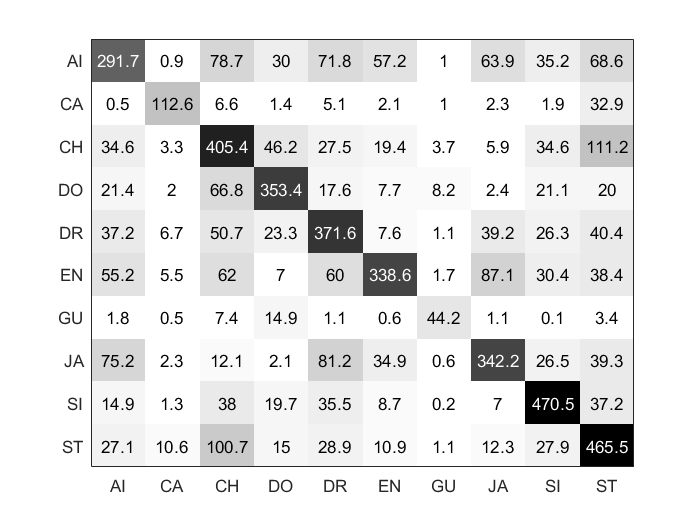 AI 291.7 0.9 78.7 30 71.8 57.2 1 63.9 35.2 68.6
CA 0.5 112.6 6.6 1.4 5.1 2.1 1 2.3 1.9 32.9
CH 34.6 3.3 405.4 46.2 27.5 19.4 3.7 5.9 34.6 111.2
DO 21.4 2 66.8 353.4 17.6 7.7 8.2 2.4 21.1 20
DR 37.2 6.7 50.7 23.3 371.6 7.6 1.1 39.2 26.3 40.4
EN 55.2 5.5 62 7 60 338.6 1.7 87.1 30.4 38.4
GU 1.8 0.5 7.4 14.9 1.1 0.6 44.2 1.1 0.1 3.4
JA 75.2 2.3 12.1 2.1 81.2 34.9 0.6 342.2 26.5 39.3
SI 14.9 1.3 38 19.7 35.5 8.7 0.2 7 470.5 37.2
ST 27.1 10.6 100.7 15 28.9 10.9 1.1 12.3 27.9 465.5
AI CA CH DO DR EN GU JA SI ST